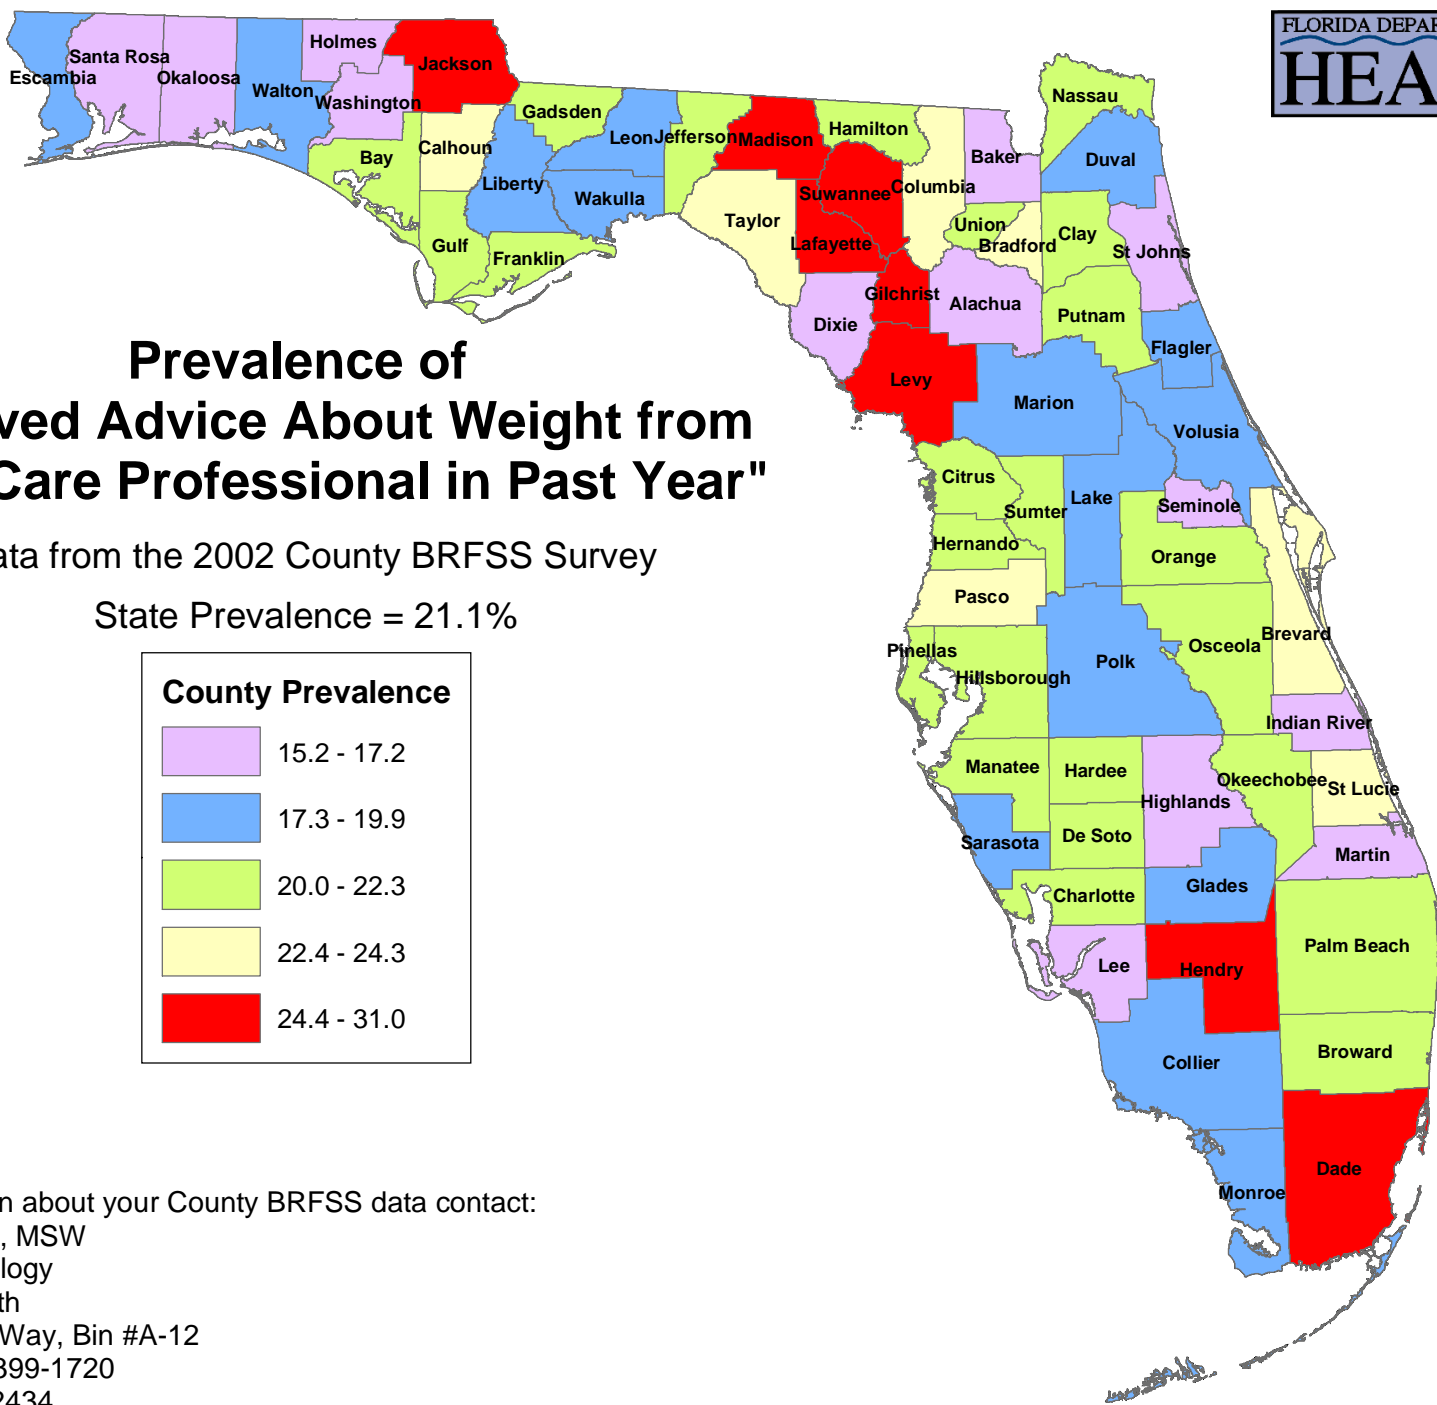 FLORIDA DEPAR
HEA
Escambia
Santa Rosa
Okaloosa
Walton
Holmes
Washington
Jackson
Bay
Calhoun
Gulf
Gadsden
Liberty
Franklin
Leon
Wakulla
Jefferson
Madison
Taylor
Hamilton
Suwannee
Lafayette
Columbia
Baker
Nassau
Duval
Union
Bradford
Clay
St Johns
Gilchrist
Dixie
Alachua
Putnam
Flagler
Levy
Marion
Volusia
Prevalence of
ved Advice About Weight from
Care Professional in Past Year"
ata from the 2002 County BRFSS Survey
State Prevalence = 21.1%
Citrus
Sumter
Lake
Seminole
Hernando
Orange
Pasco
Brevard
Pinellas
Hillsborough
Polk
Osceola
Indian River
Manatee
Hardee
Highlands
Okeechobee
St Lucie
Sarasota
De Soto
Martin
Charlotte
Glades
Lee
Hendry
Palm Beach
Collier
Broward
Monroe
Dade
County Prevalence
15.2 - 17.2
17.3 - 19.9
20.0 - 22.3
22.4 - 24.3
24.4 - 31.0
n about your County BRFSS data contact:
, MSW
logy
th
Way, Bin #A-12
399-1720
2434